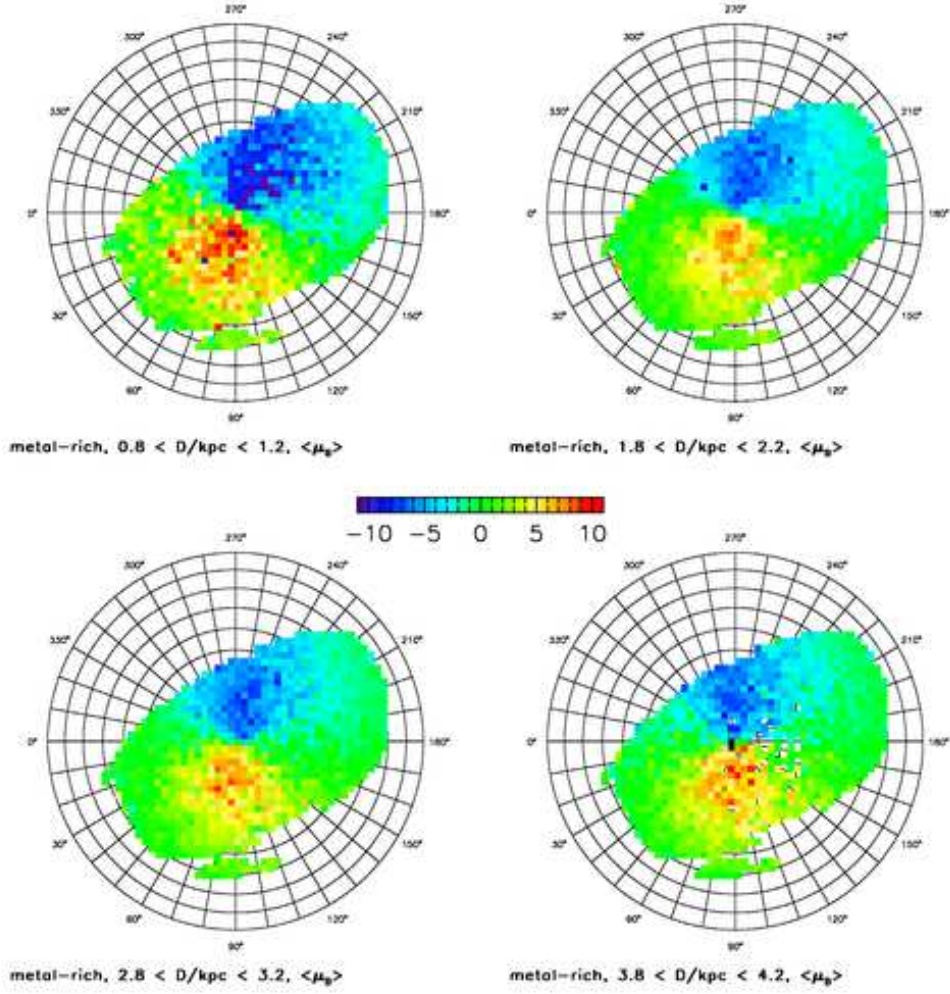 270° 270°
300° 240° 300° 240°
330° 210° 330° 210°
0° 180° 0° 180°
30° 150° 30° 150°
60° 120° 60° 120°
90° 90°
metal-rich, 0.8 < D/kpc < 1.2, <μB> metal-rich, 1.8 < D/kpc < 2.2, <μB>
-10 -5 0 5 10
270° 270°
300° 240° 300° 240°
330° 210° 330° 210°
0° 180° 0° 180°
30° 150° 30° 150°
60° 120° 60° 120°
90° 90°
metal-rich, 2.8 < D/kpc < 3.2, <μB> metal-rich, 3.8 < D/kpc < 4.2, <μB>